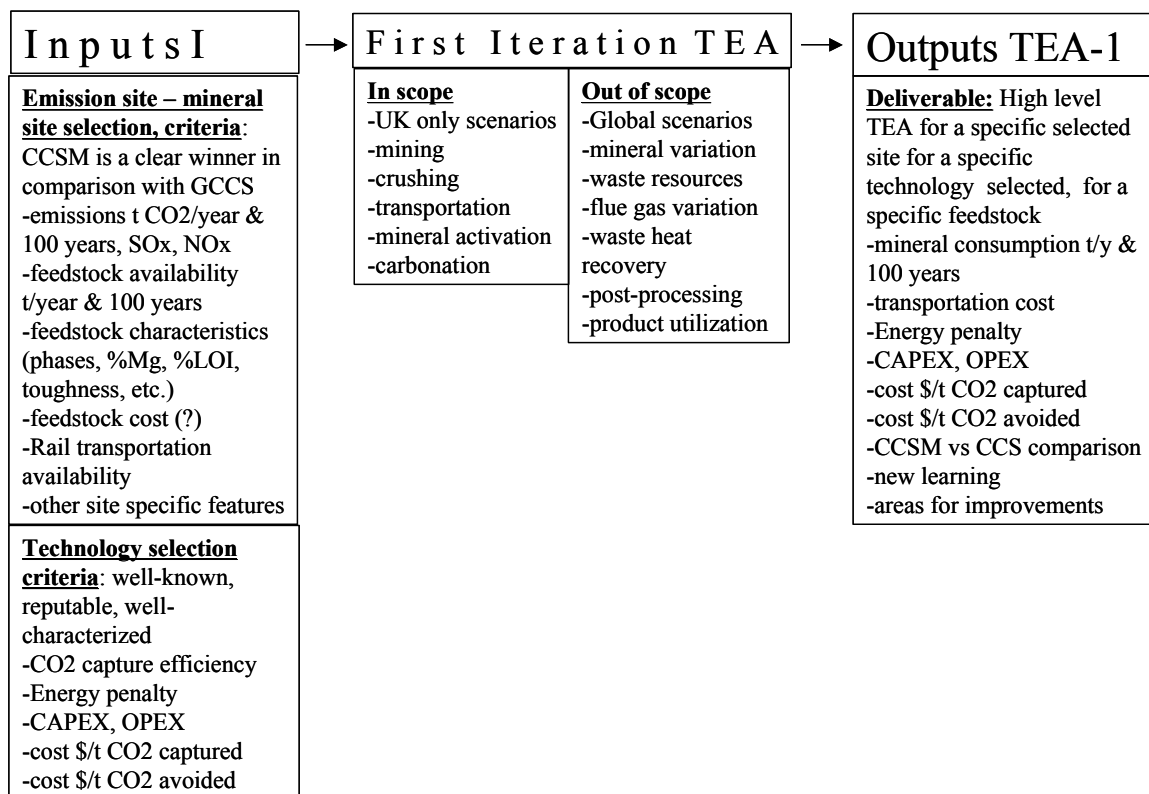 InputsI
Emission site – mineral
site selection, criteria:
CCSM is a clear winner in
comparison with GCCS
-emissions t CO2/year &
100 years, SOx, NOx
-feedstock availability
t/year & 100 years
-feedstock characteristics
(phases, %Mg, %LOI,
toughness, etc.)
-feedstock cost (?)
-Rail transportation
availability
-other site specific features
Technology selection
criteria: well-known,
reputable, well-
characterized
-CO2 capture efficiency
-Energy penalty
-CAPEX, OPEX
-cost $/t CO2 captured
-cost $/t CO2 avoided
First Iteration TEA
In scope
-UK only scenarios
-mining
-crushing
-transportation
-mineral activation
-carbonation
Out of scope
-Global scenarios
-mineral variation
-waste resources
-flue gas variation
-waste heat
recovery
-post-processing
-product utilization
Outputs TEA-1
Deliverable: High level
TEA for a specific selected
site for a specific
technology selected, for a
specific feedstock
-mineral consumption t/y &
100 years
-transportation cost
-Energy penalty
-CAPEX, OPEX
-cost $/t CO2 captured
-cost $/t CO2 avoided
-CCSM vs CCS comparison
-new learning
-areas for improvements